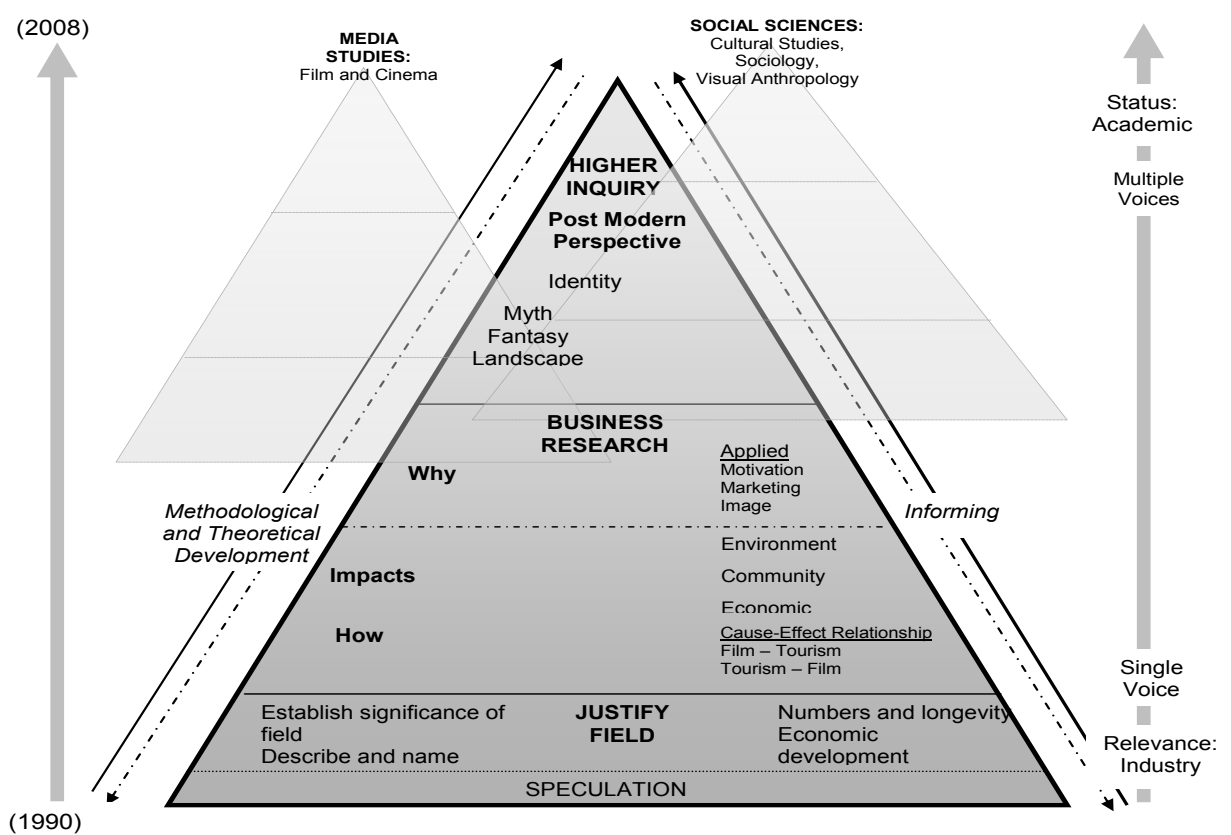 (2008)
MEDIA
STUDIES:
Film and Cinema
SOCIAL SCIENCES:
Cultural Studies,
Sociology,
Visual Anthropology
Status:
Academic
Multiple
Voices
HIGHER
INQUIRY
Post Modern
Perspective
Identity
Myth
Fantasy
Landscape
BUSINESS
RESEARCH
Why
Applied
Motivation
Marketing
Image
Methodological
and Theoretical
Development
Informing
Impacts
Environment
Community
Economic
How
Cause-Effect Relationship
Film – Tourism
Tourism – Film
Single
Voice
Establish significance of
field
Describe and name
JUSTIFY
FIELD
Numbers and longevity
Economic
development
Relevance:
Industry
SPECULATION
(1990)